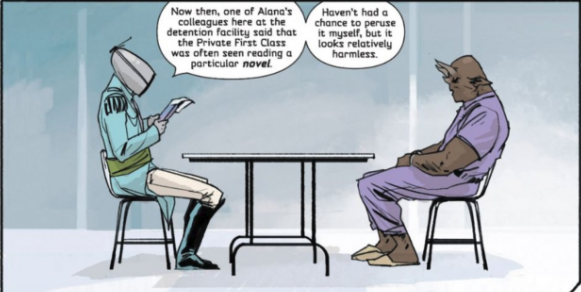 Now then, one of Alana's
colleagues here at the
detention facility said that
the Private First Class
was often seen reading a
particular novel.
Haven't had a
chance to peruse
it myself, but it
looks relatively
harmless.